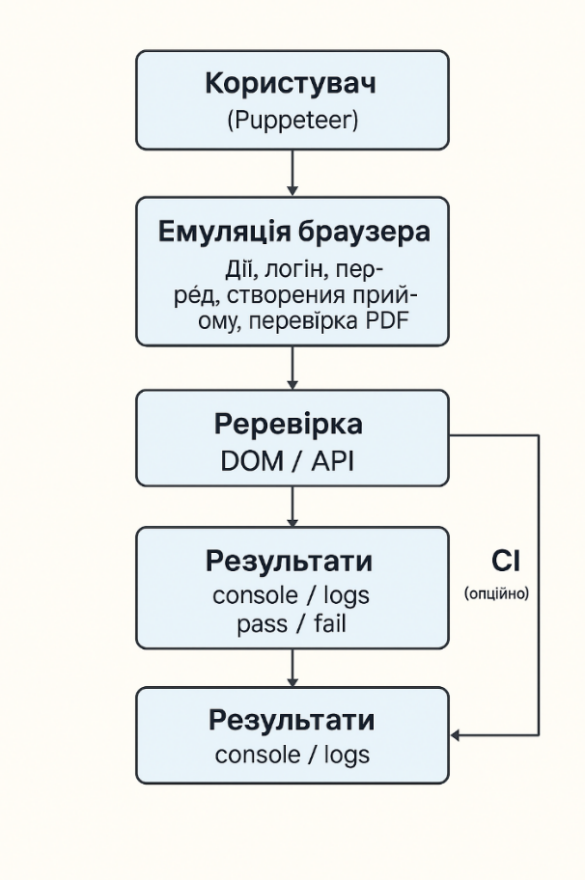 Користувач
(Puppeteer)
Емуляція браузера
Дії, логін, пер-
ре́д, створення прий-
ому, перевірка PDF
Реревірка
DOM / API
Результати
console / logs
pass / fail
CI
(опційно)
Результати
console / logs